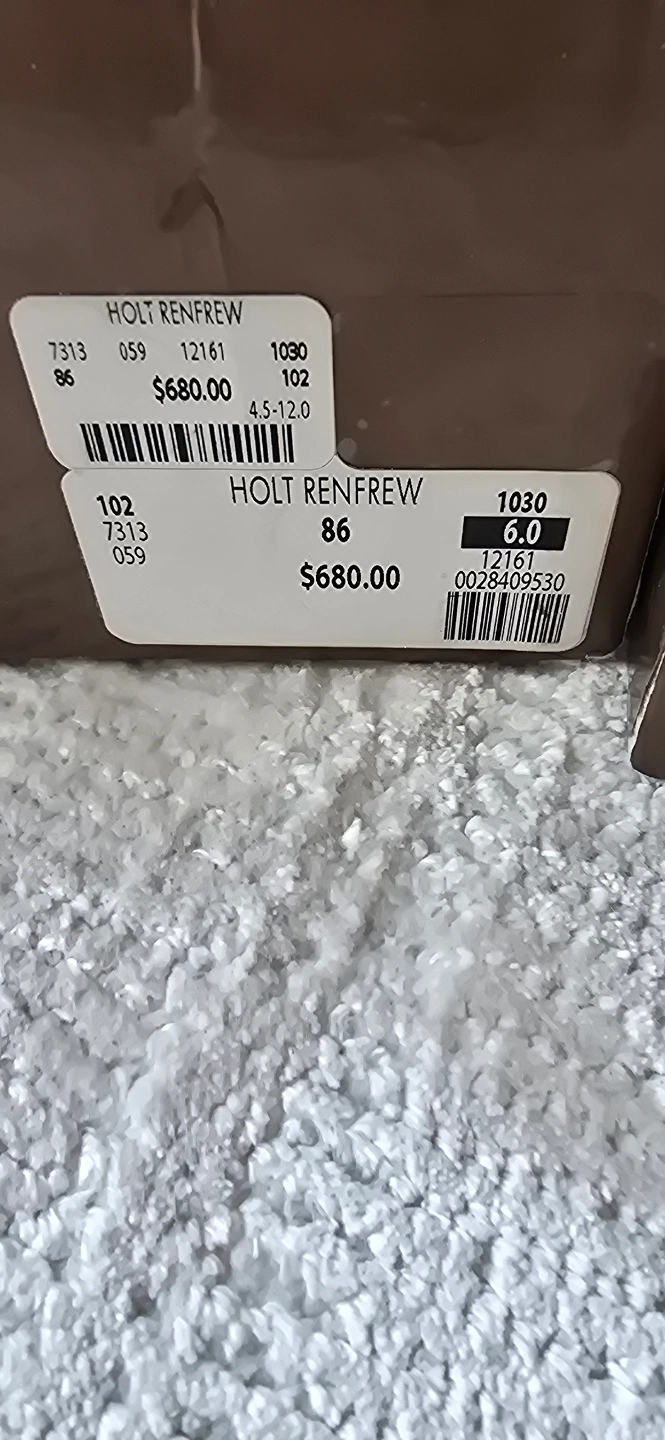 HOLT RENFREW
7313 059 12161 1030
86 $680.00 102
4.5-12.0
HOLT RENFREW
102 86 1030
7313 6.0
059 $680.00 12161
0028409530